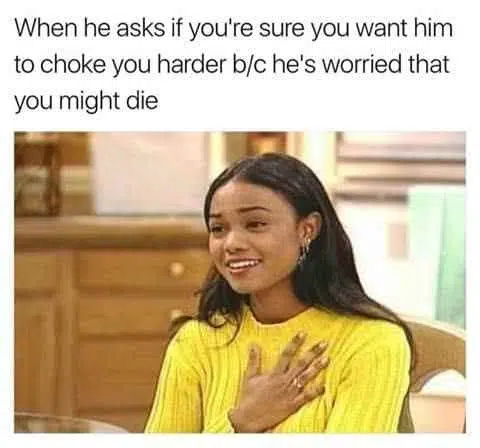 When he asks if you're sure you want him
to choke you harder b/c he's worried that
you might die